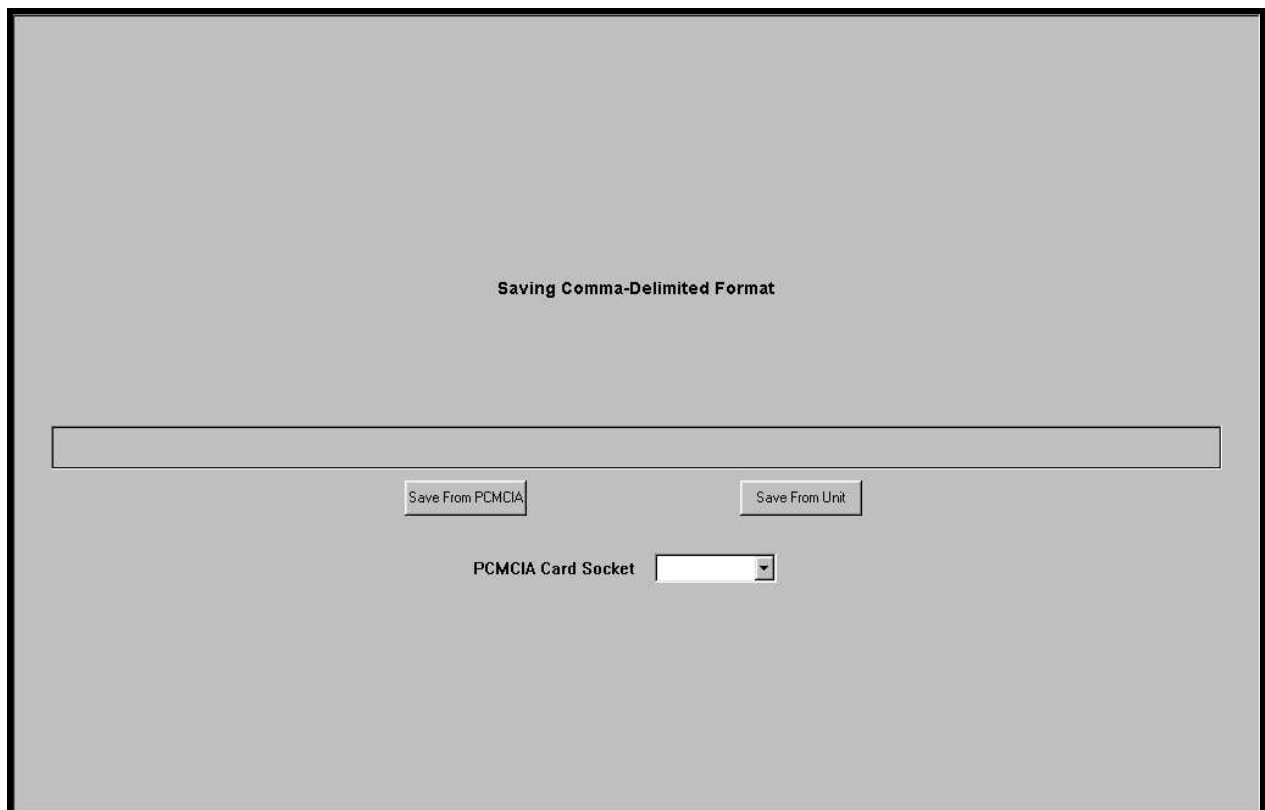 Saving Comma-Delimited Format
Save From PCMCIA Save From Unit
PCMCIA Card Socket